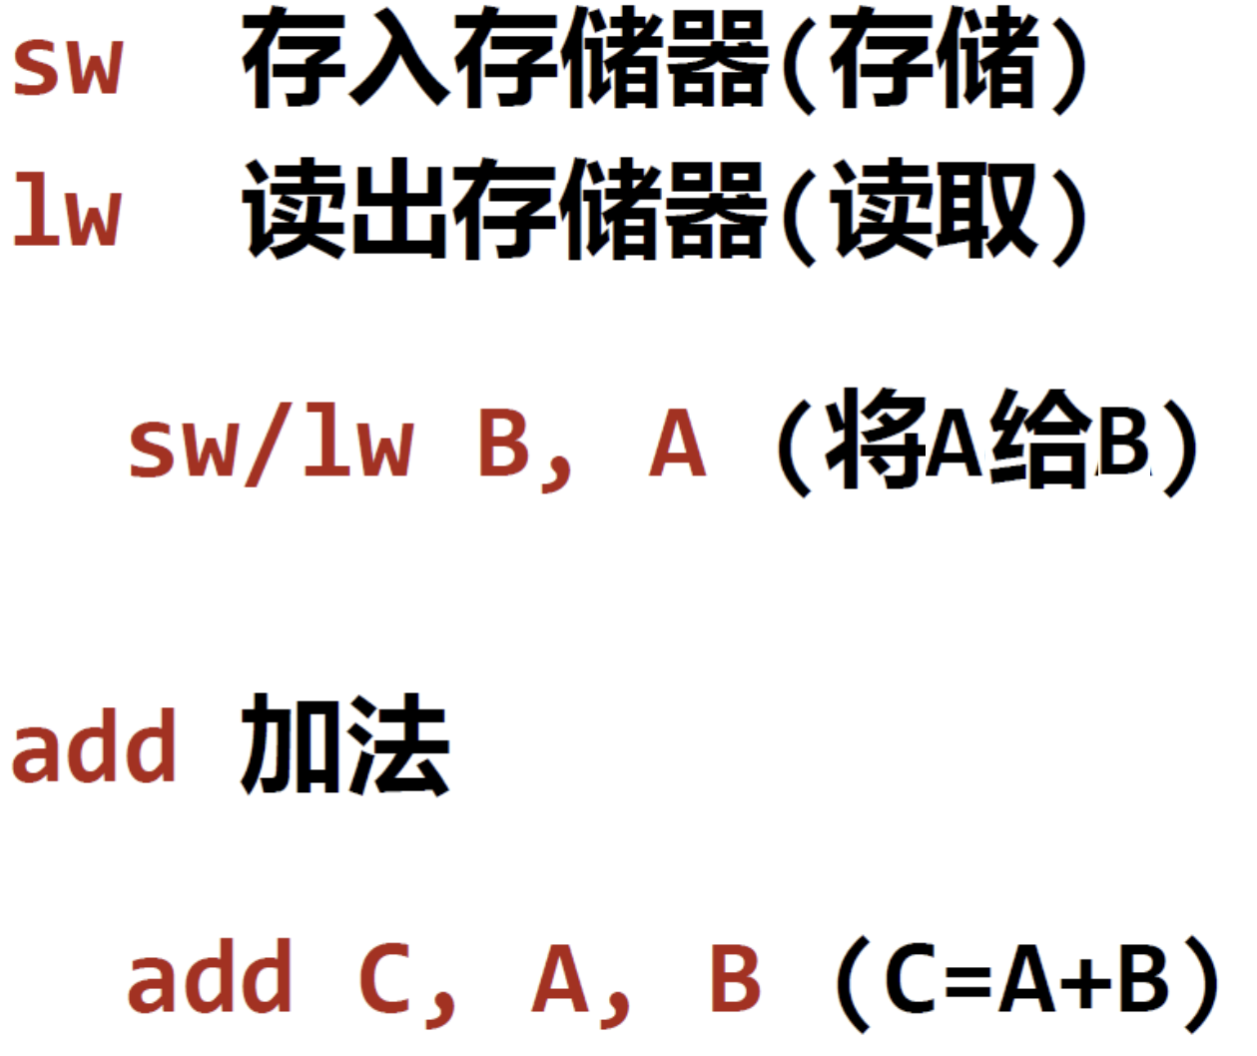 sw 存入存储器(存储)
lw 读出存储器(读取)
sw/lw B, A (将A给B)
add 加法
add C, A, B (C=A+B)